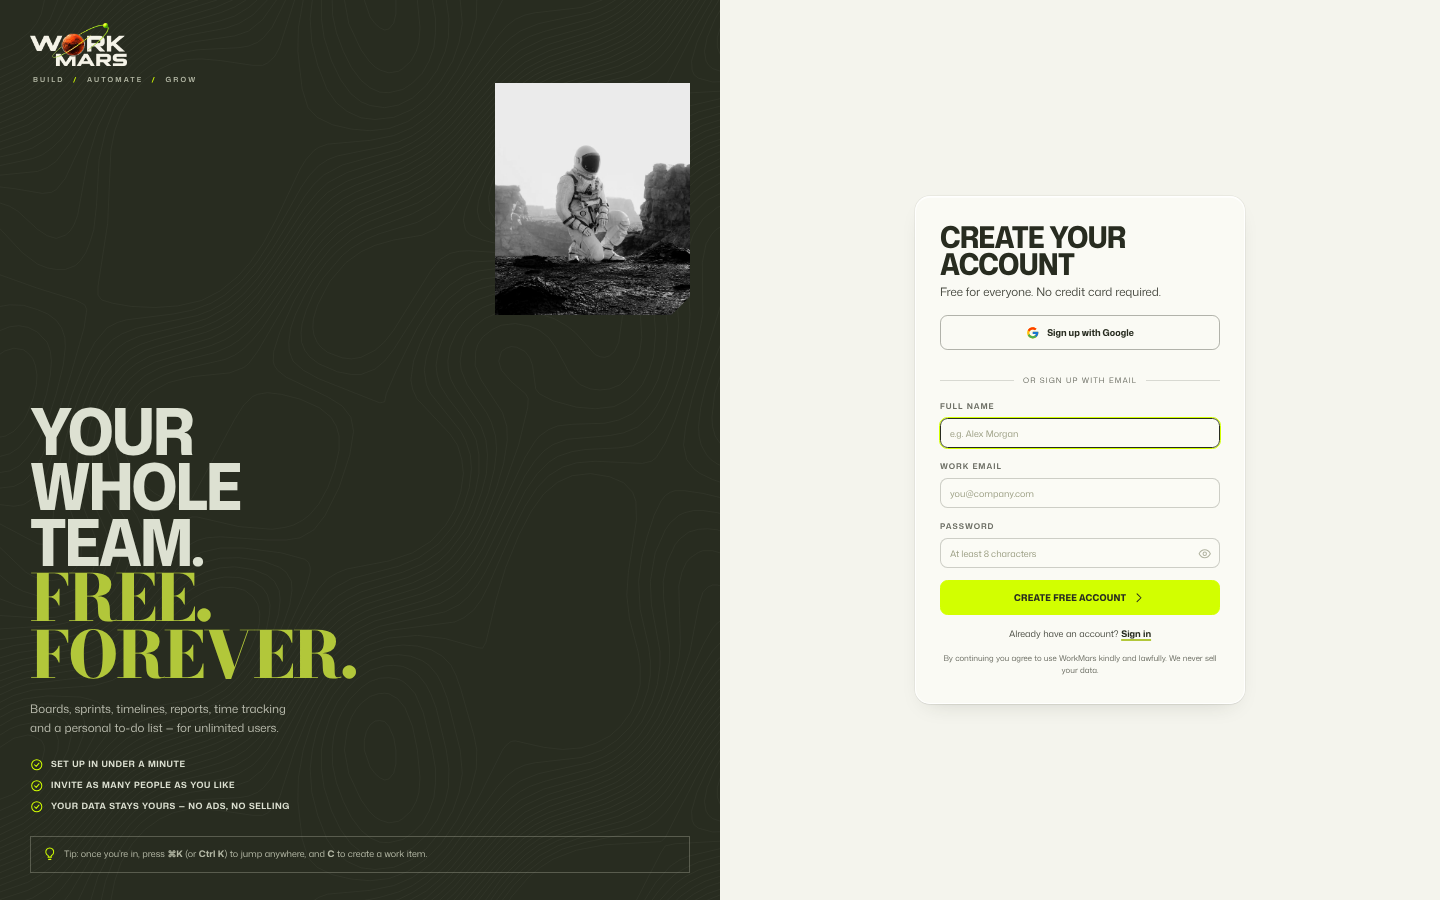 WORK
MARS
BUILD / AUTOMATE / GROW
YOUR
WHOLE
TEAM.
FREE.
FOREVER.
Boards, sprints, timelines, reports, time tracking
and a personal to-do list — for unlimited users.
SET UP IN UNDER A MINUTE
INVITE AS MANY PEOPLE AS YOU LIKE
YOUR DATA STAYS YOURS — NO ADS, NO SELLING
Tip: once you're in, press ⌘K (or Ctrl K) to jump anywhere, and C to create a work item.
CREATE YOUR
ACCOUNT
Free for everyone. No credit card required.
Sign up with Google
OR SIGN UP WITH EMAIL
FULL NAME
e.g. Alex Morgan
WORK EMAIL
you@company.com
PASSWORD
At least 8 characters
CREATE FREE ACCOUNT
Already have an account? Sign in
By continuing you agree to use WorkMars kindly and lawfully. We never sell
your data.